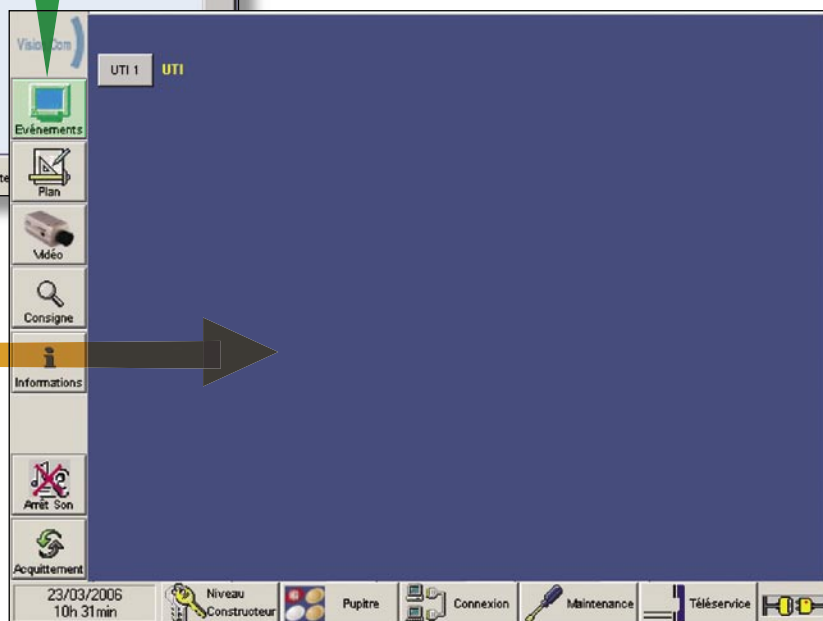 VisionCom
UTI 1 UTI
Evénements
Plan
Vidéo
Consigne
Informations
Arrêt Son
Acquittement
23/03/2006
10h 31min
Niveau
Constructeur
Pupitre
Connexion
Maintenance
Téléservice